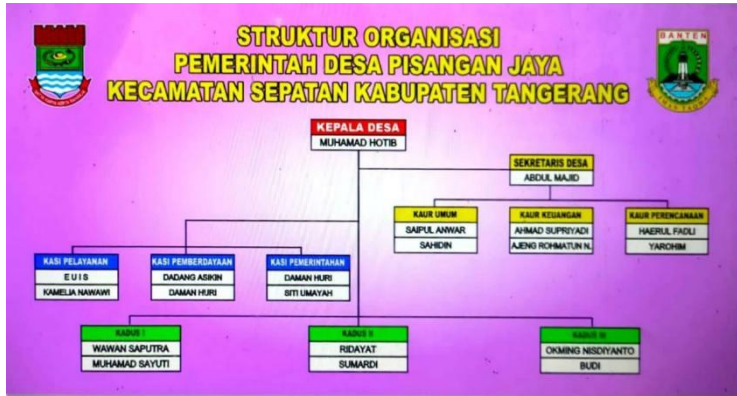 STRUKTUR ORGANISASI
PEMERINTAH DESA PISANGAN JAYA
KECAMATAN SEPATAN KABUPATEN TANGERANG
BANTEN
KEPALA DESA
MUHAMAD HOTIB
SEKRETARIS DESA
ABDUL MAJID
KAUR UMUM
SAIPUL ANWAR
SAHIDIN
KAUR KEUANGAN
AHMAD SUPRIYADI
AJENG ROHMATUN N.
KAUR PERENCANAAN
HAERUL FADLI
YAROHIM
KASI PELAYANAN
EUIS
KAMELIA NAWAWI
KASI PEMBERDAYAAN
DADANG ASIKIN
DAMAN HURI
KASI PEMERINTAHAN
DAMAN HURI
SITI UMAYAH
KADUS I
WAWAN SAPUTRA
MUHAMAD SAYUTI
KADUS II
RIDAYAT
SUMARDI
KADUS III
OKMING NISDIYANTO
BUDI